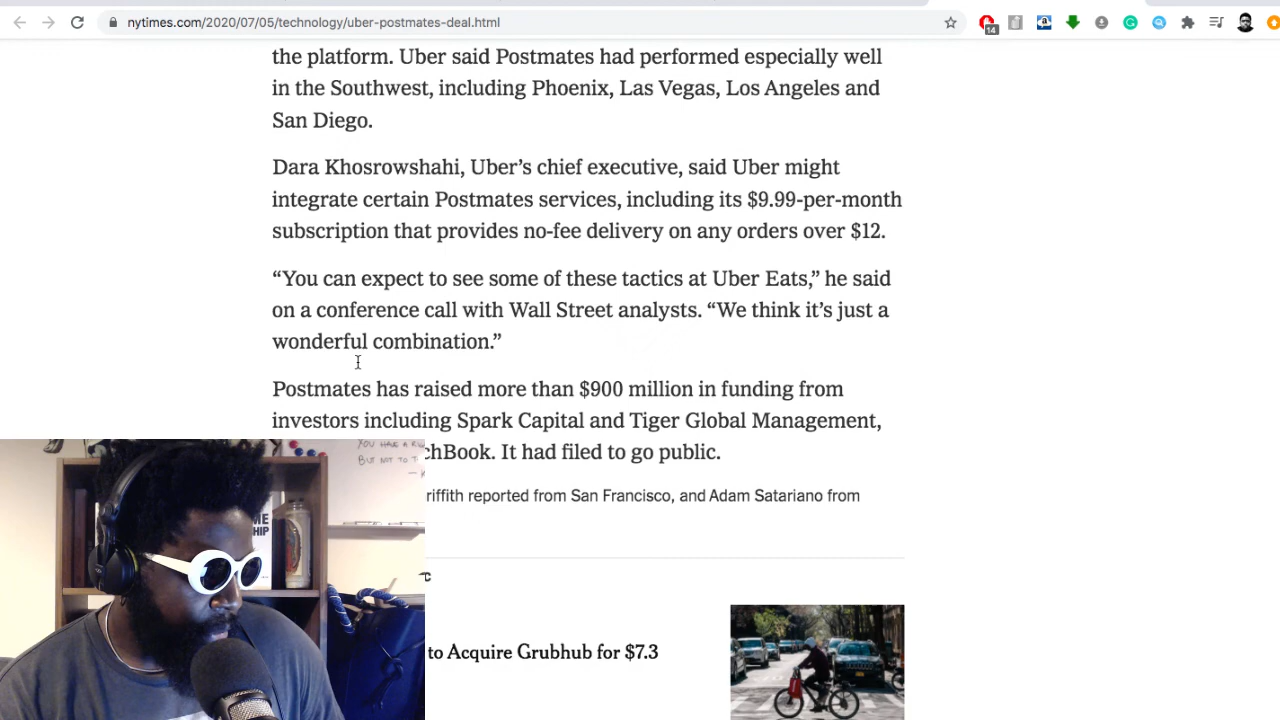 nytimes.com/2020/07/05/technology/uber-postmates-deal.html
14
the platform. Uber said Postmates had performed especially well
in the Southwest, including Phoenix, Las Vegas, Los Angeles and
San Diego.
Dara Khosrowshahi, Uber’s chief executive, said Uber might
integrate certain Postmates services, including its $9.99-per-month
subscription that provides no-fee delivery on any orders over $12.
“You can expect to see some of these tactics at Uber Eats,” he said
on a conference call with Wall Street analysts. “We think it’s just a
wonderful combination.”
Postmates has raised more than $900 million in funding from
investors including Spark Capital and Tiger Global Management,
chBook. It had filed to go public.
riffith reported from San Francisco, and Adam Satariano from
YOU HAVE A
BUT NOT TO
to Acquire Grubhub for $7.3